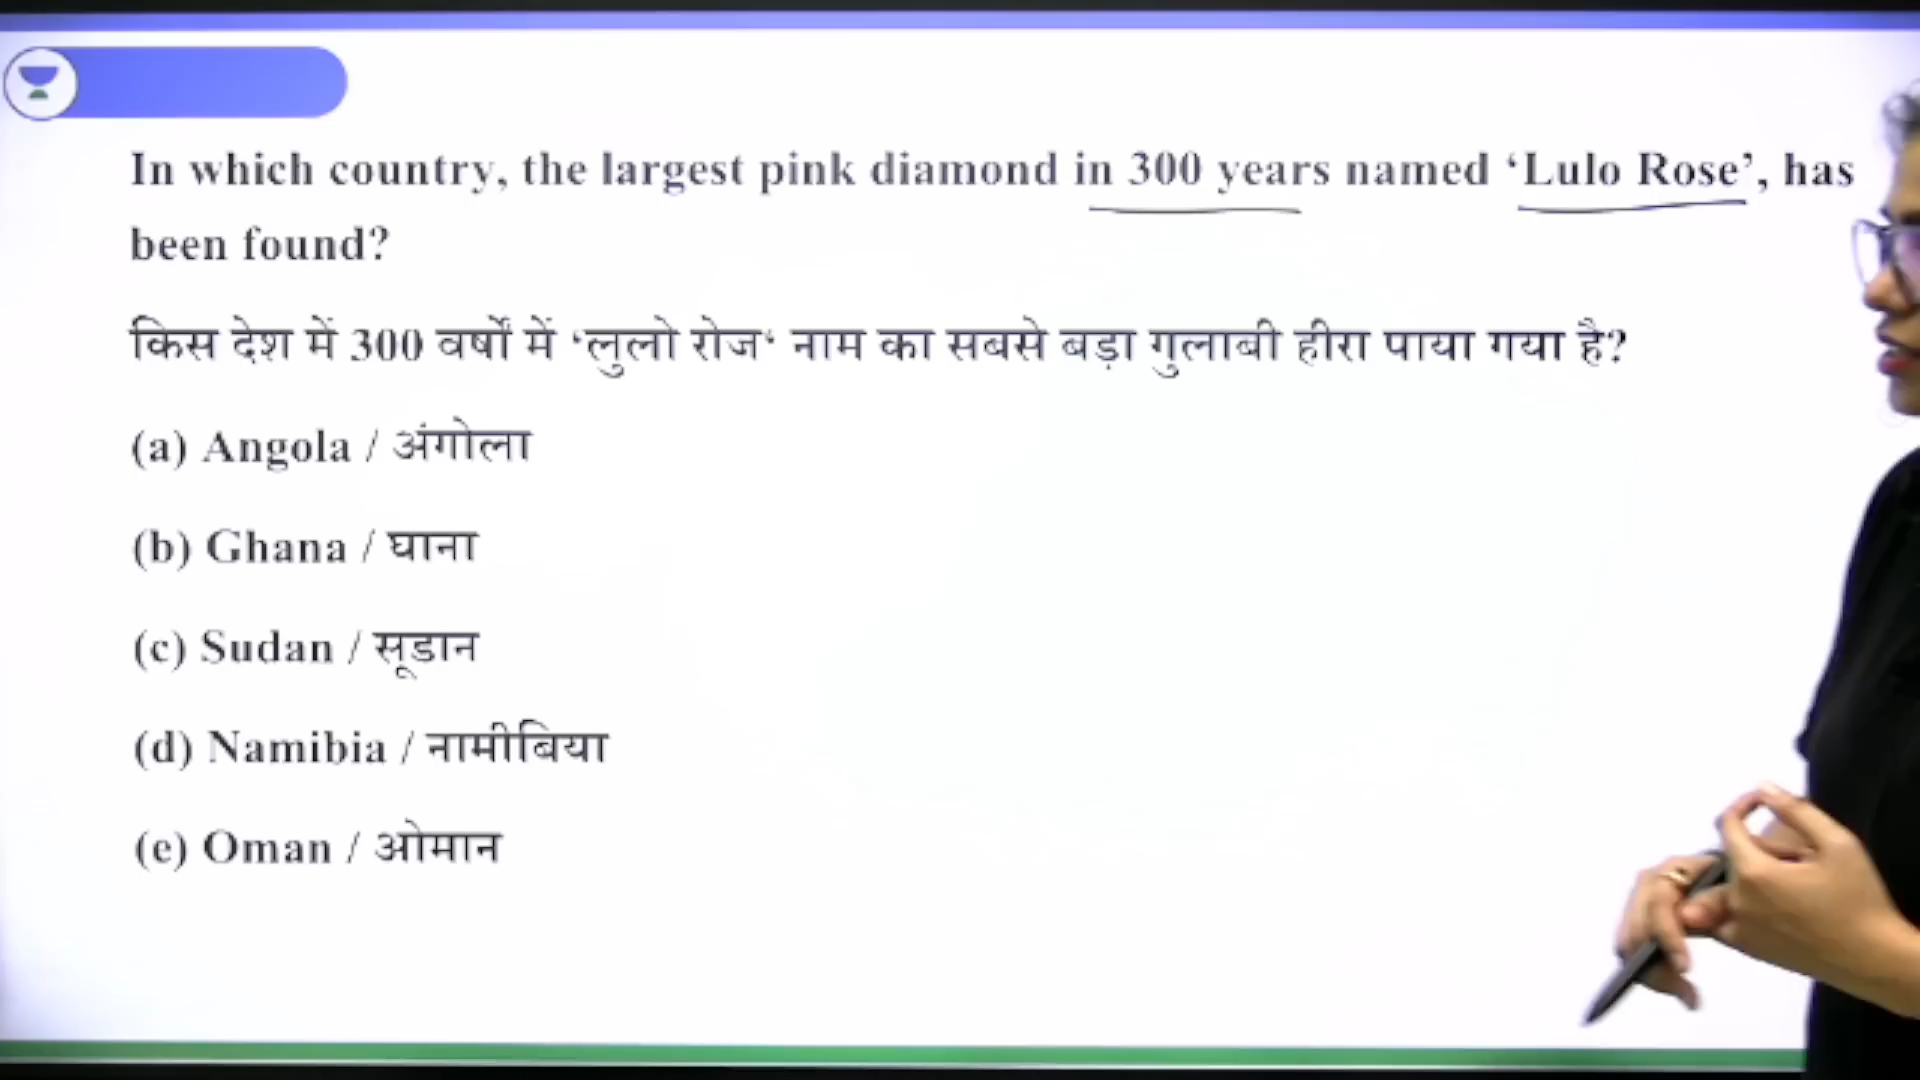 In which country, the largest pink diamond in 300 years named ‘Lulo Rose’, has
been found?
किस देश में 300 वर्षों में ‘लुलो रोज‘ नाम का सबसे बड़ा गुलाबी हीरा पाया गया है?
(a) Angola / अंगोला
(b) Ghana / घाना
(c) Sudan / सूडान
(d) Namibia / नामीबिया
(e) Oman / ओमान